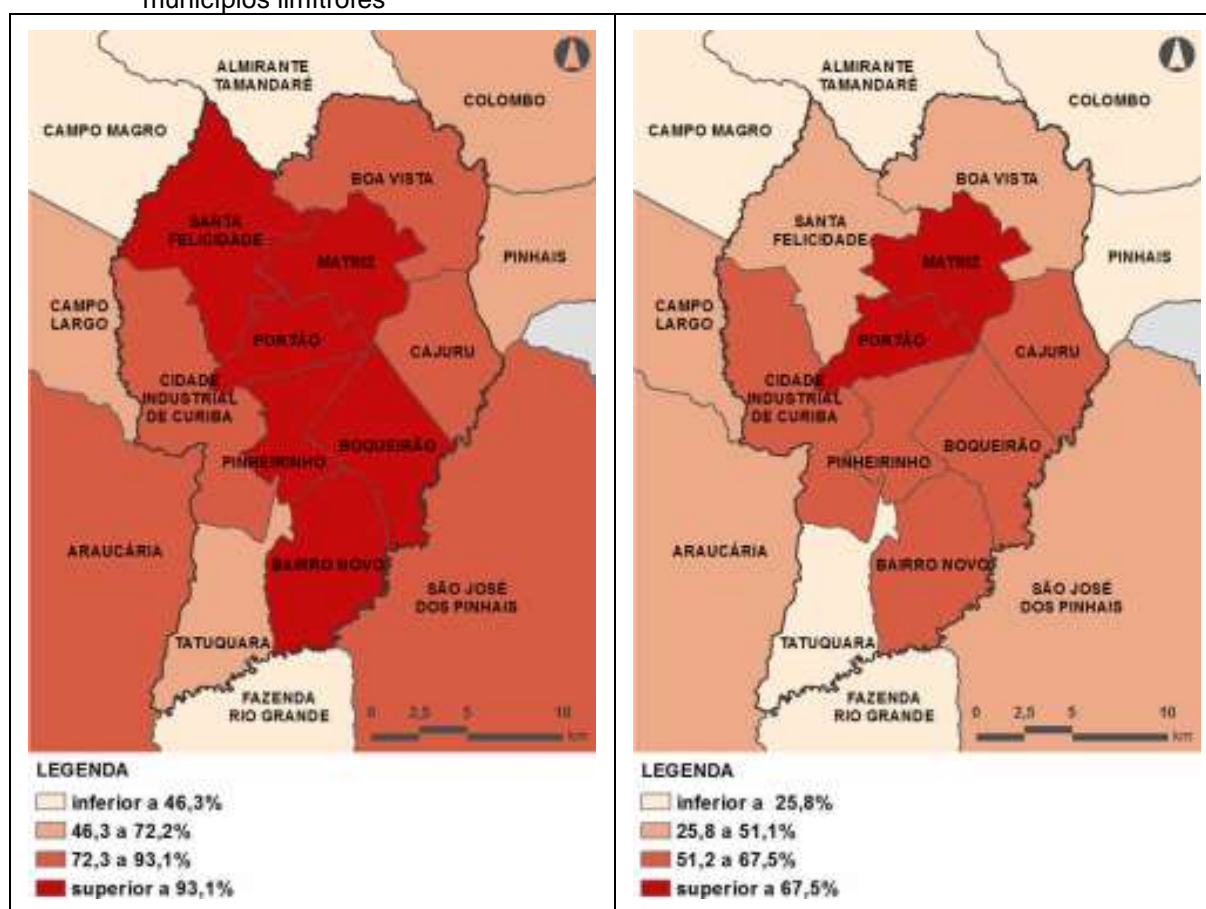 municípios limítrofes
ALMIRANTE
TAMANDARÉ
COLOMBO
CAMPO MAGRO
BOA VISTA
SANTA
FELICIDADE
MATRIZ
PINHAIS
CAMPO
LARGO
PORTÃO
CAJURU
CIDADE
INDUSTRIAL
DE CURIBA
BOQUEIRÃO
PINHEIRINHO
ARAUCÁRIA
BAIRRO NOVO
SÃO JOSÉ
DOS PINHAIS
TATUQUARA
FAZENDA
RIO GRANDE
0 2,5 5 10
km
LEGENDA
inferior a 46,3%
46,3 a 72,2%
72,3 a 93,1%
superior a 93,1%
ALMIRANTE
TAMANDARÉ
COLOMBO
CAMPO MAGRO
BOA VISTA
SANTA
FELICIDADE
MATRIZ
PINHAIS
CAMPO
LARGO
PORTÃO
CAJURU
CIDADE
INDUSTRIAL
DE CURIBA
BOQUEIRÃO
PINHEIRINHO
ARAUCÁRIA
BAIRRO NOVO
SÃO JOSÉ
DOS PINHAIS
TATUQUARA
FAZENDA
RIO GRANDE
0 2,5 5 10
km
LEGENDA
inferior a 25,8%
25,8 a 51,1%
51,2 a 67,5%
superior a 67,5%